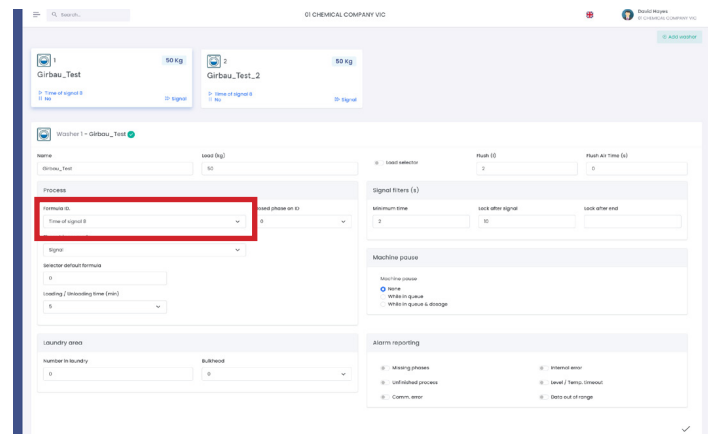 Search...
01 CHEMICAL COMPANY VIC
David Hayes
01 CHEMICAL COMPANY VIC
Add washer
1
50 Kg
Girbau_Test
Time of signal 8
No
Signal
2
50 Kg
Girbau_Test_2
Time of signal 8
No
Signal
Washer 1 - Girbau_Test
Name
Load (kg)
Load selector
Flush (l)
Flush Air Time (s)
Girbau_Test
50
2
0
Process
Signal filters (s)
Formula ID.
based phase on ID
Minimum time
Lock after signal
Lock after end
Time of signal 8
0
2
10
Signal
Machine pause
Selector default formula
0
Machine pause
None
While in queue
While in queue & dosage
Loading / Unloading time (min)
5
Laundry area
Alarm reporting
Number in laundry
Bulkhead
0
0
Missing phases
Internal error
Unfinished process
Level / Temp. timeout
Comm. error
Data out of range